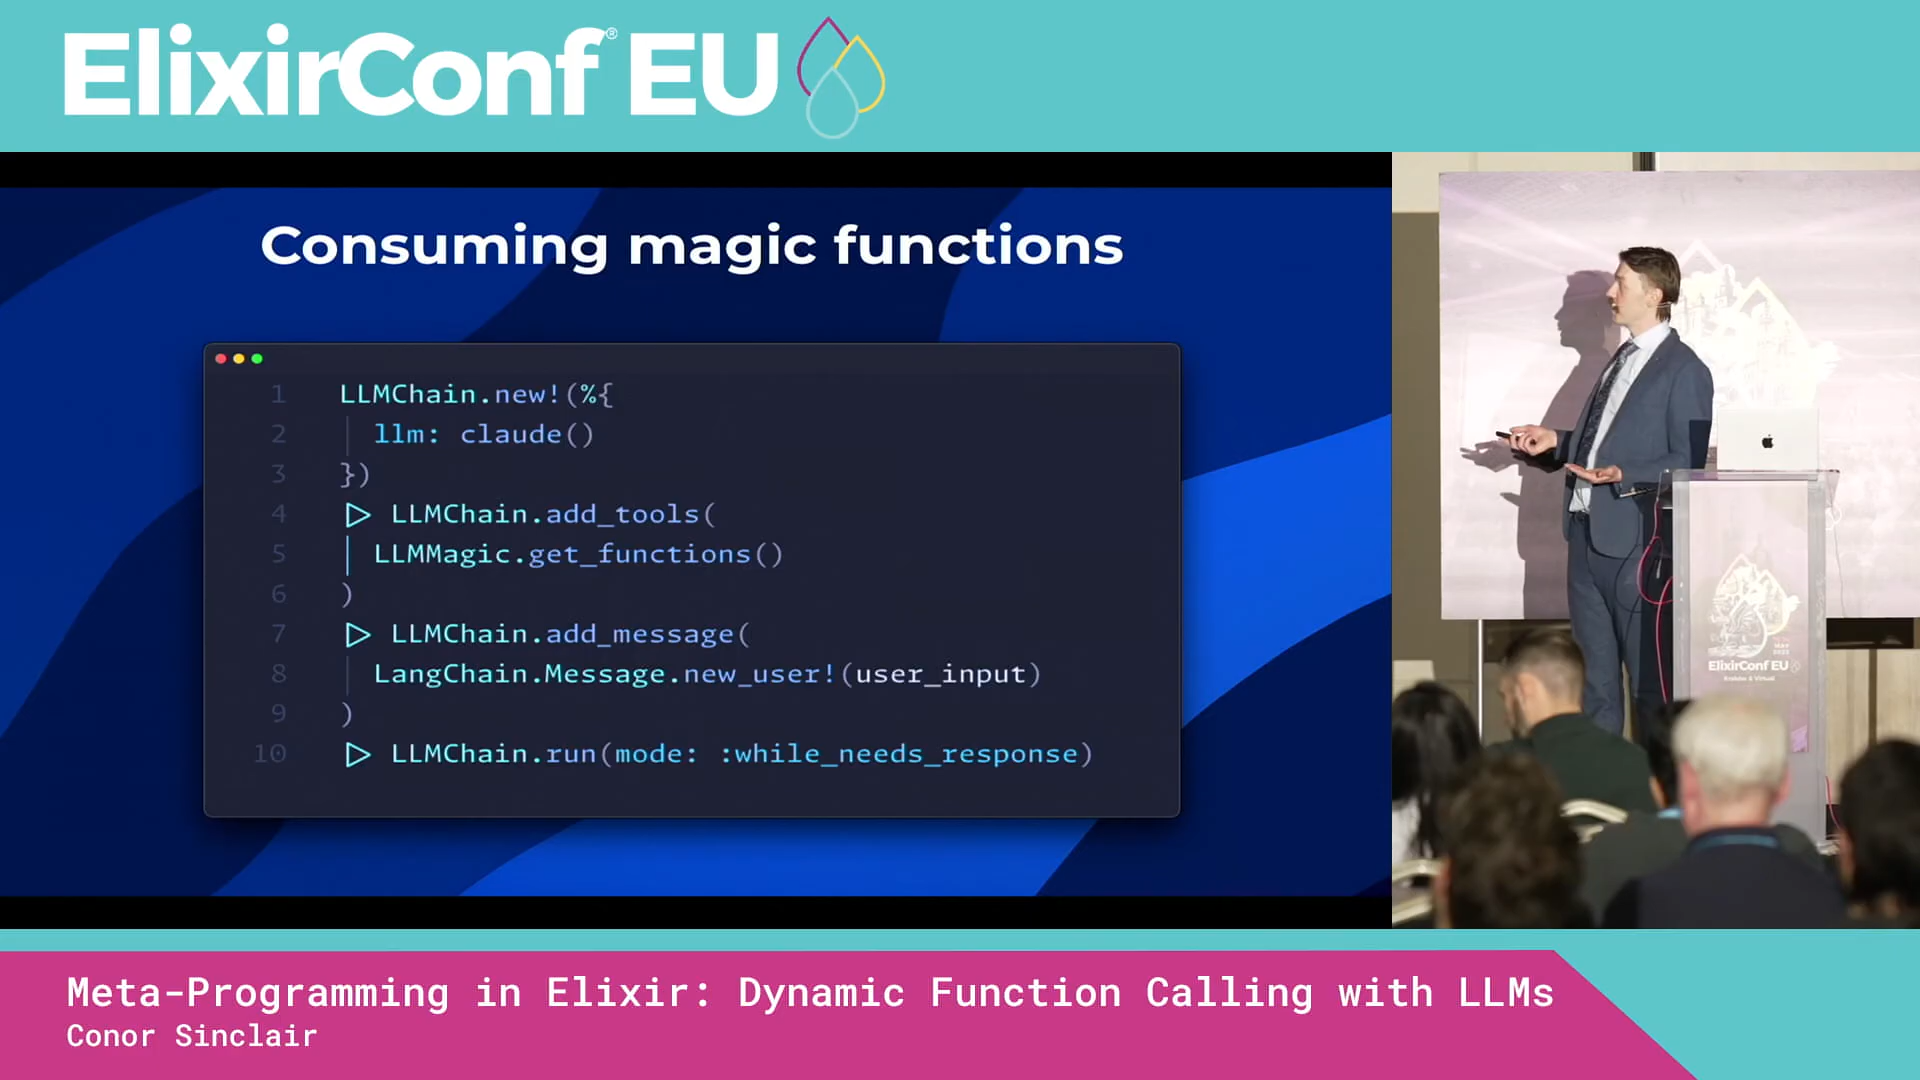 ElixirConf® EU
Consuming magic functions
1 LLMChain.new!(%{
2 llm: claude()
3 })
4 |> LLMChain.add_tools(
5 LLMMagic.get_functions()
6 )
7 |> LLMChain.add_message(
8 LangChain.Message.new_user!(user_input)
9 )
10 |> LLMChain.run(mode: :while_needs_response)
ElixirConf EU
Meta-Programming in Elixir: Dynamic Function Calling with LLMs
Conor Sinclair